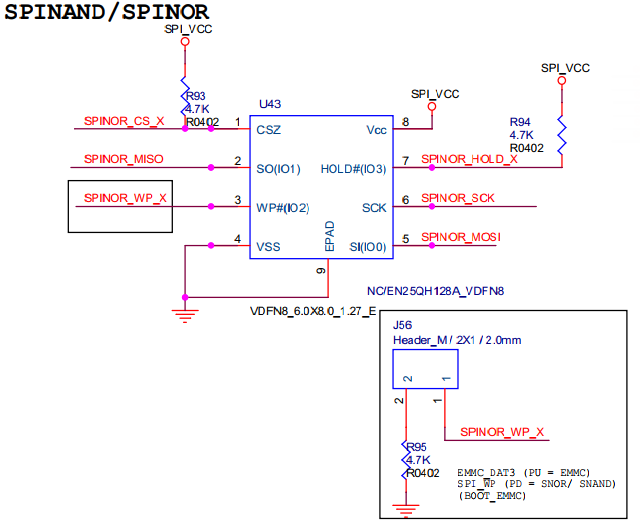 SPINAND/SPINOR
SPI_VCC
R93
4.7K
R0402
SPINOR_CS_X
SPINOR_MISO
SPINOR_WP_X
U43
1
CSZ
2
SO(IO1)
3
WP#(IO2)
4
VSS
EPAD
9
8
Vcc
7
HOLD#(IO3)
6
SCK
5
SI(IO0)
SPI_VCC
SPI_VCC
R94
4.7K
R0402
SPINOR_HOLD_X
SPINOR_SCK
SPINOR_MOSI
NC/EN25QH128A_VDFN8
VDFN8_6.0X8.0_1.27_E
J56
Header_M / 2X1 / 2.0mm
2
1
2
1
SPINOR_WP_X
R95
4.7K
R0402
EMMC_DAT3 (PU = EMMC)
SPI_WP (PD = SNOR/ SNAND)
(BOOT_EMMC)